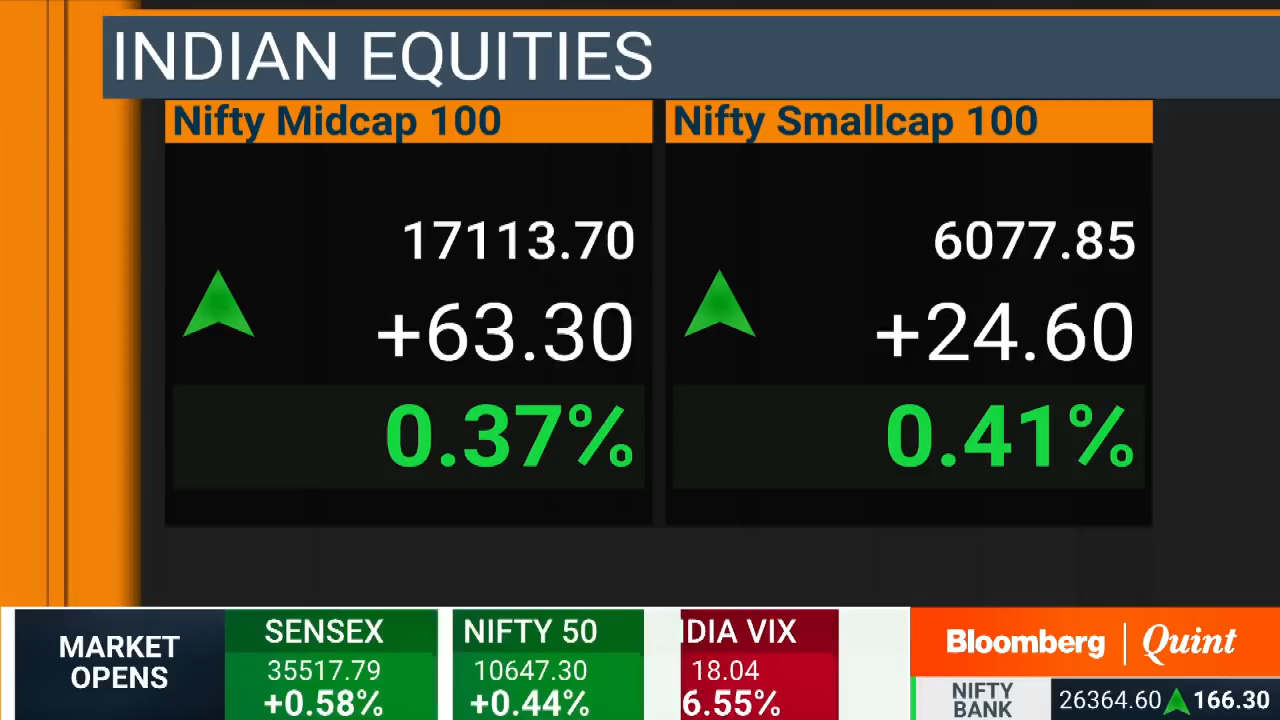 INDIAN EQUITIES
Nifty Midcap 100
17113.70
+63.30
0.37%
Nifty Smallcap 100
6077.85
+24.60
0.41%
MARKET
OPENS
SENSEX
35517.79
+0.58%
NIFTY 50
10647.30
+0.44%
DIA VIX
18.04
6.55%
Bloomberg | Quint
NIFTY
BANK
26364.60 166.30